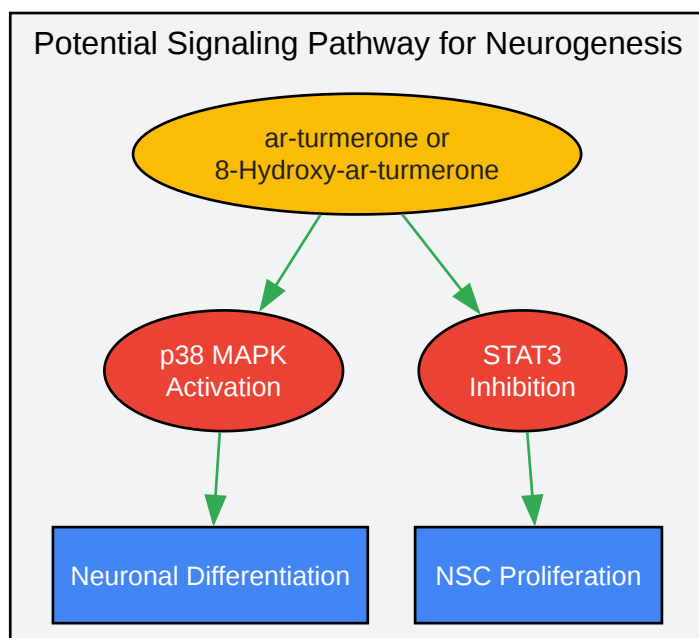 Potential Signaling Pathway for Neurogenesis
ar-turmerone or
8-Hydroxy-ar-turmerone
p38 MAPK
Activation
STAT3
Inhibition
Neuronal Differentiation
NSC Proliferation